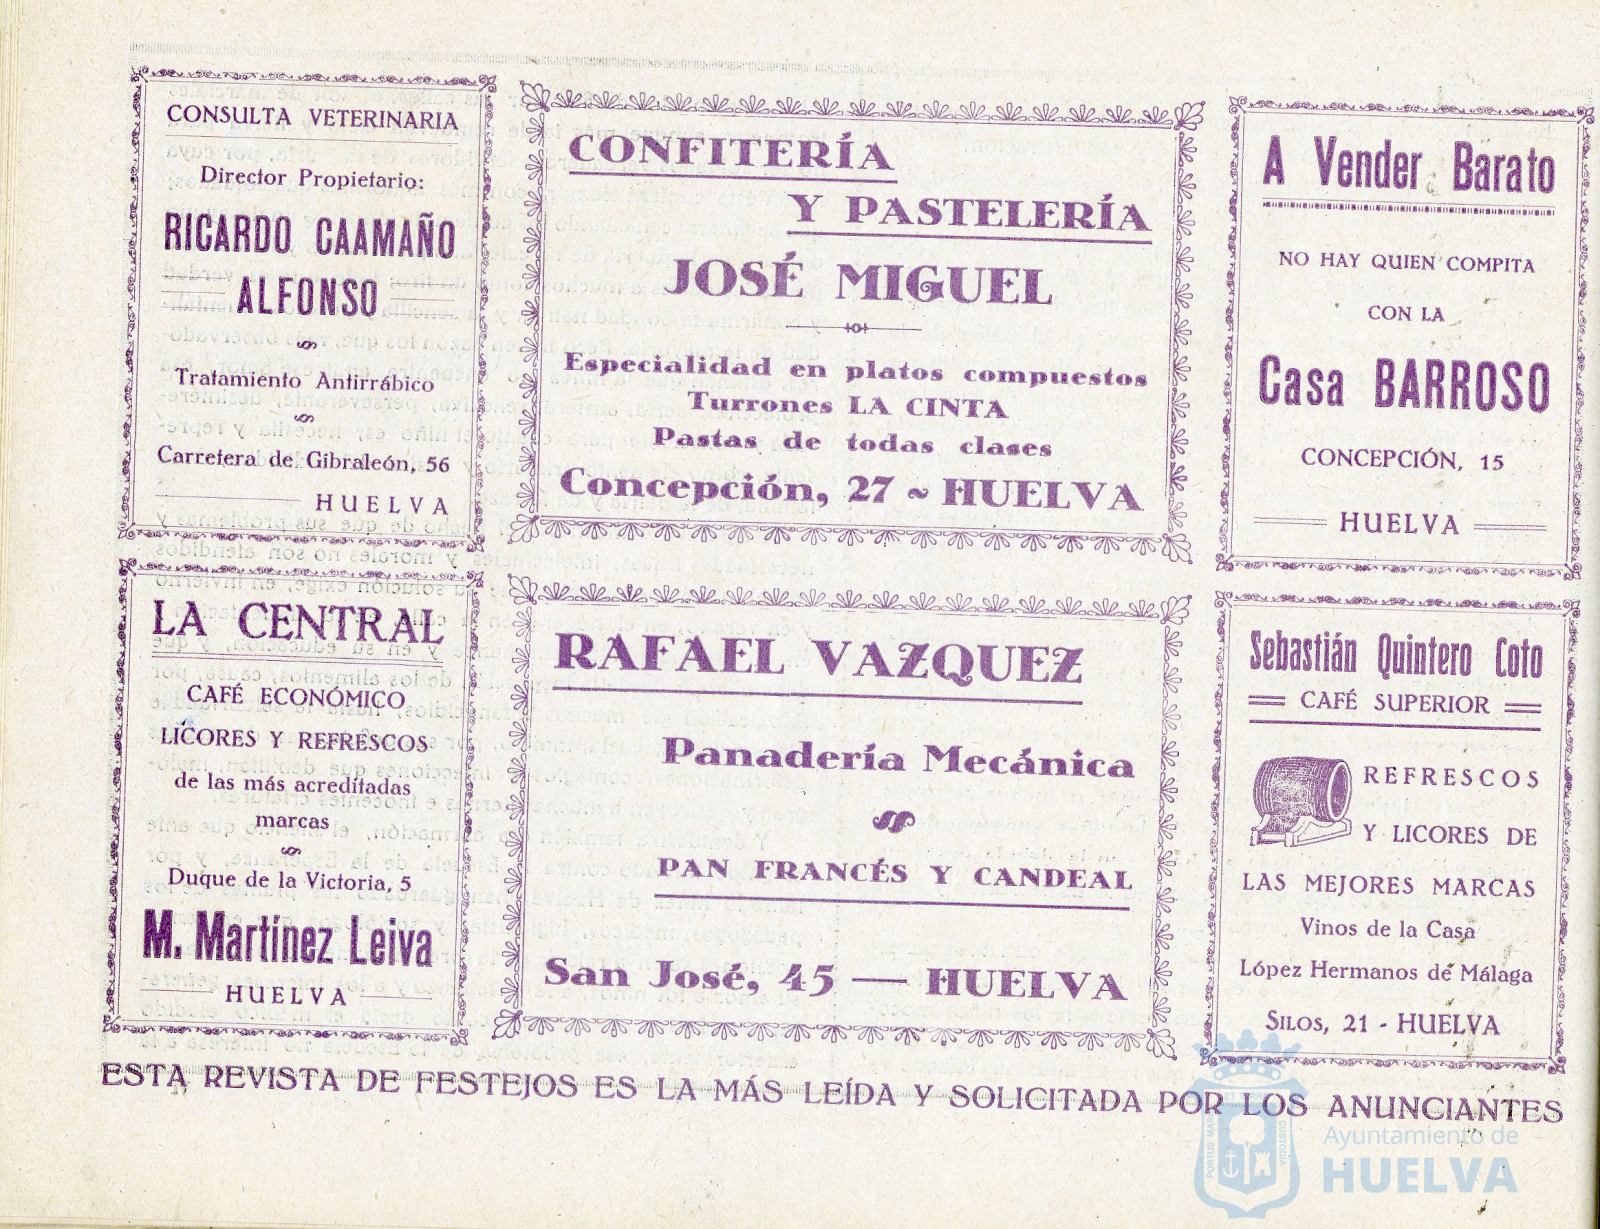 CONSULTA VETERINARIA
Director Propietario:
RICARDO CAAMAÑO
ALFONSO
Tratamiento Antirrábico
Carretera de Gibraleón, 56
HUELVA
CONFITERÍA
Y PASTELERÍA
JOSÉ MIGUEL
Especialidad en platos compuestos
Turrones LA CINTA
Pastas de todas clases
Concepción, 27 ~ HUELVA
A Vender Barato
NO HAY QUIEN COMPITA
CON LA
Casa BARROSO
CONCEPCIÓN, 15
HUELVA
LA CENTRAL
CAFÉ ECONÓMICO
LICORES Y REFRESCOS
de las más acreditadas
marcas
Duque de la Victoria, 5
M. Martínez Leiva
HUELVA
RAFAEL VAZQUEZ
Panadería Mecánica
PAN FRANCÉS Y CANDEAL
San José, 45 — HUELVA
Sebastián Quintero Coto
CAFÉ SUPERIOR
REFRESCOS
Y LICORES DE
LAS MEJORES MARCAS
Vinos de la Casa
López Hermanos de Málaga
SILOS, 21 - HUELVA
ESTA REVISTA DE FESTEJOS ES LA MÁS LEÍDA Y SOLICITADA POR LOS ANUNCIANTES
Ayuntamiento de
HUELVA